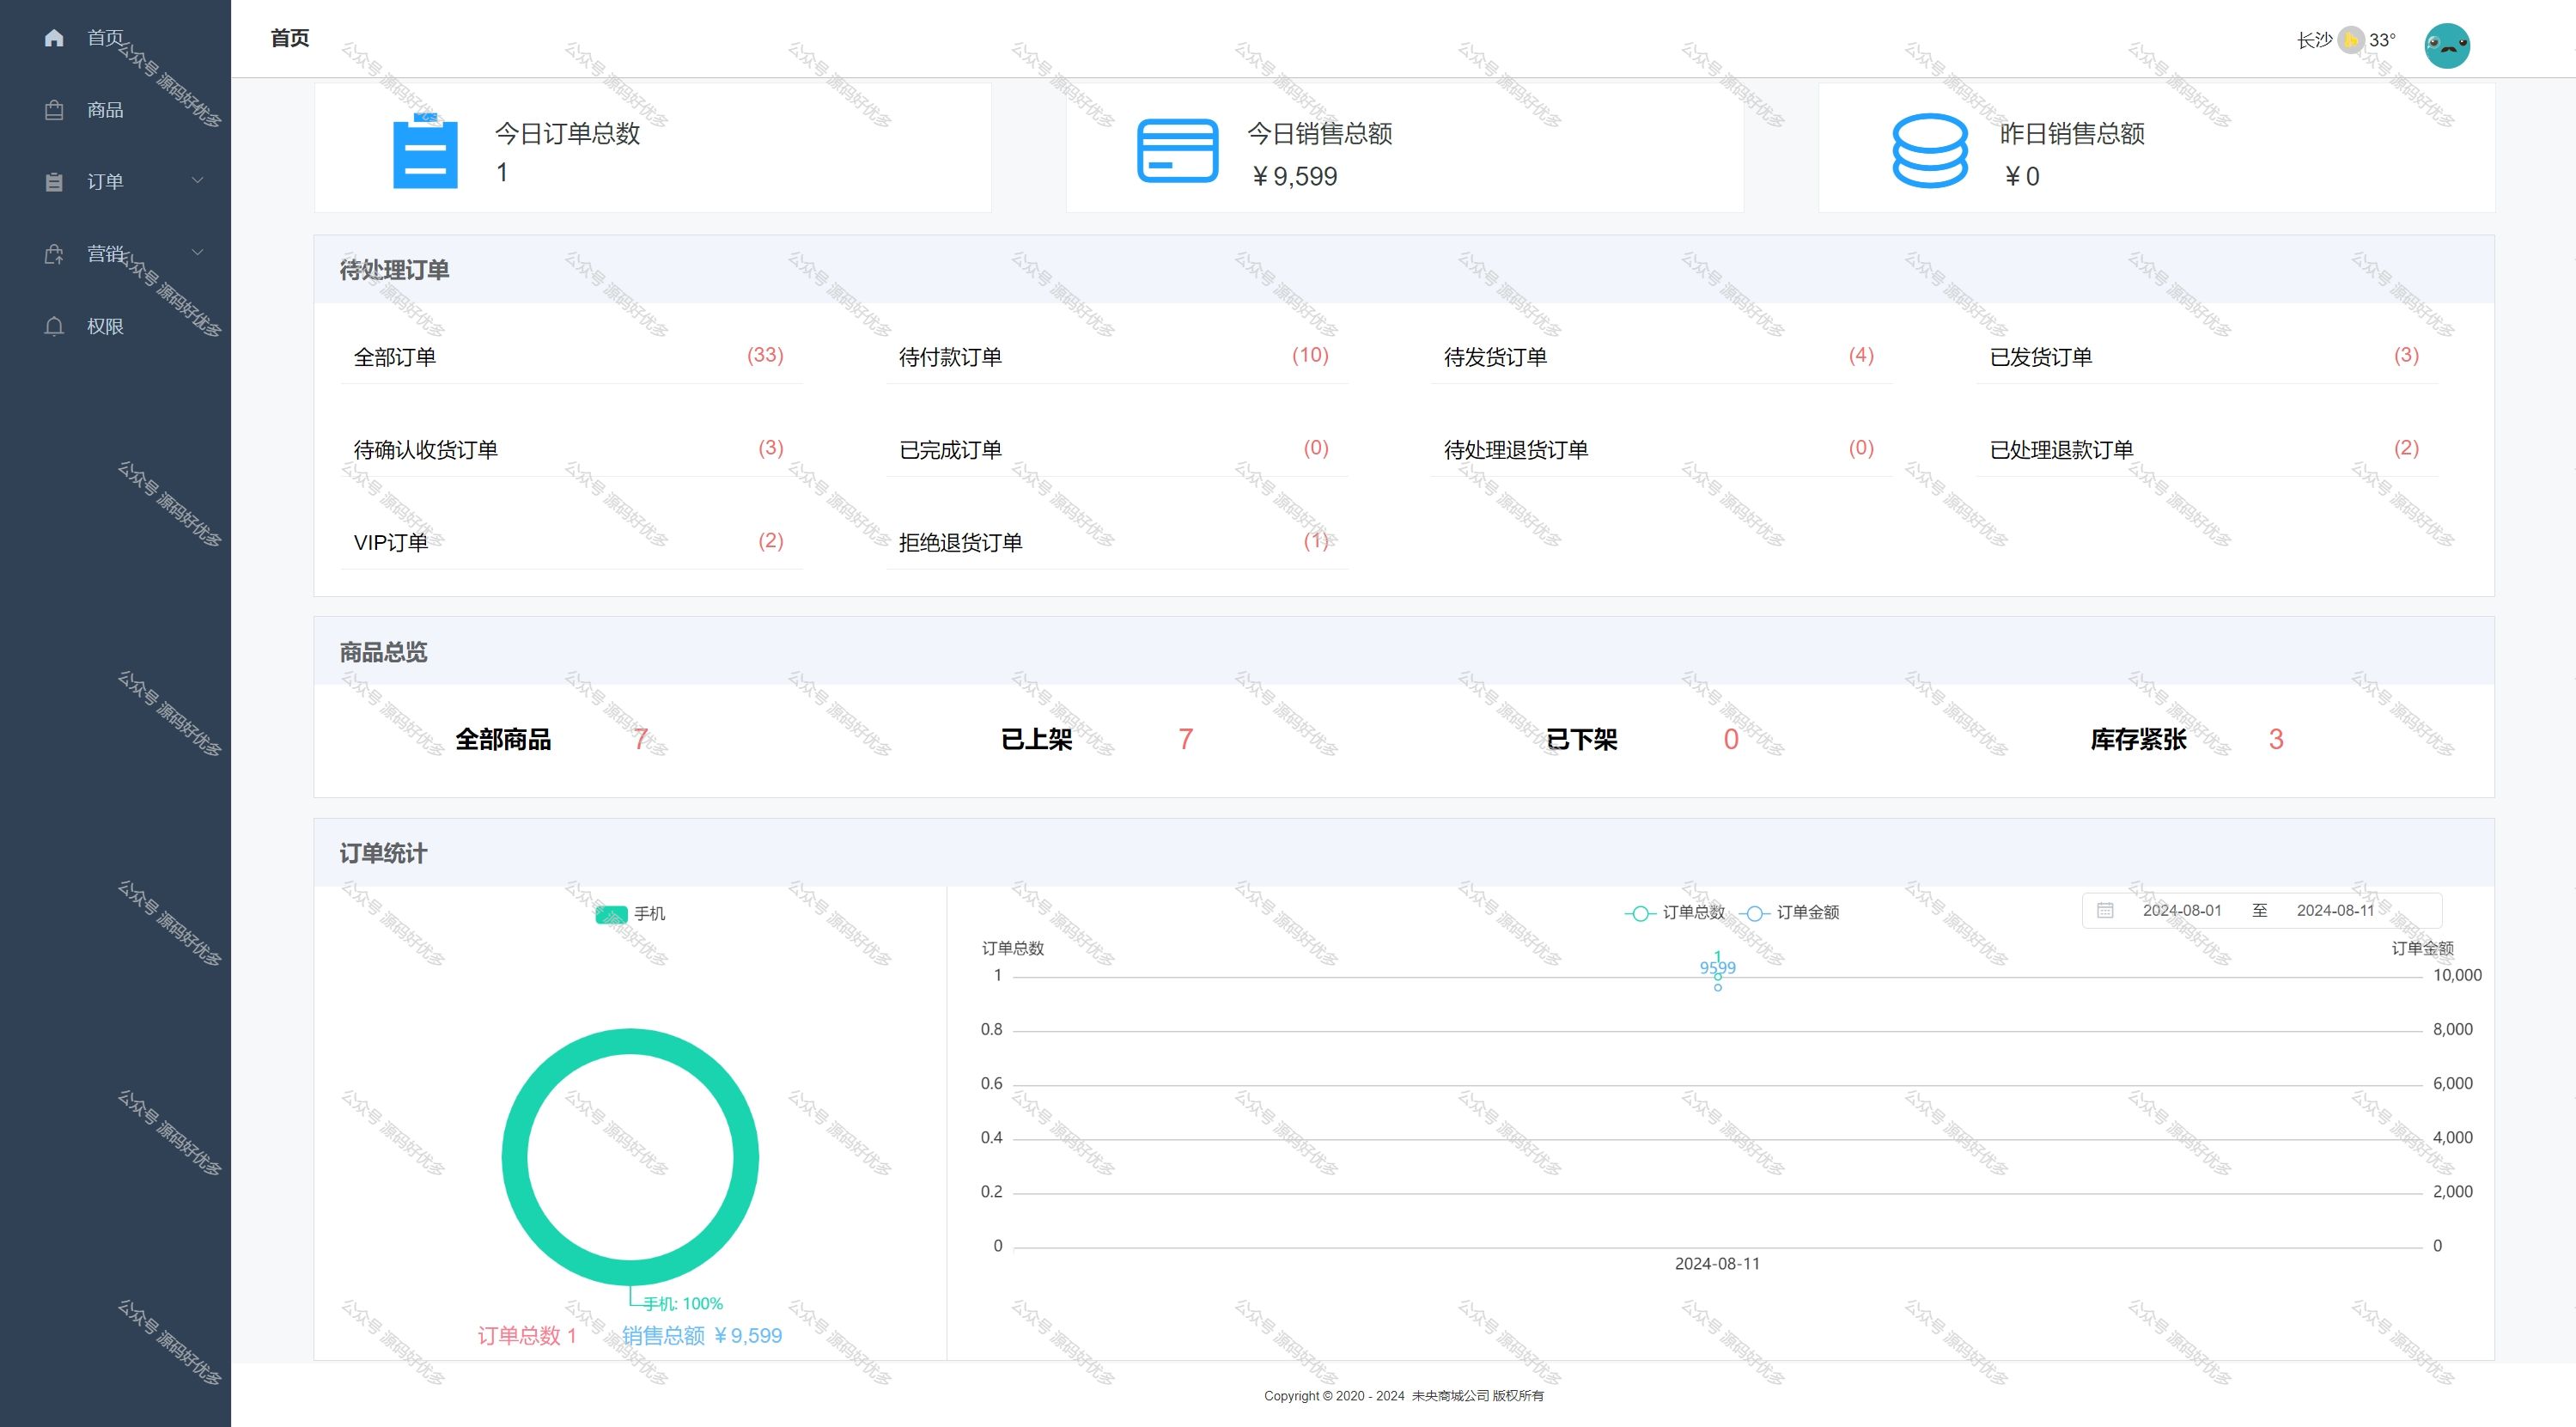 首页
商品
订单
营销
权限
首页
长沙 33°
今日订单总数
1
今日销售总额
￥9,599
昨日销售总额
￥0
待处理订单
全部订单 (33)
待付款订单 (10)
待发货订单 (4)
已发货订单 (3)
待确认收货订单 (3)
已完成订单 (0)
待处理退货订单 (0)
已处理退款订单 (2)
VIP订单 (2)
拒绝退货订单 (1)
商品总览
全部商品 7
已上架 7
已下架 0
库存紧张 3
订单统计
手机
手机: 100%
订单总数 1 销售总额 ￥9,599
订单总数 订单金额
2024-08-01 至 2024-08-11
订单总数 订单金额
1
9599
1 10,000
0.8 8,000
0.6 6,000
0.4 4,000
0.2 2,000
0 0
2024-08-11
Copyright © 2020 - 2024 未央商城公司 版权所有
公众号 源码好优多